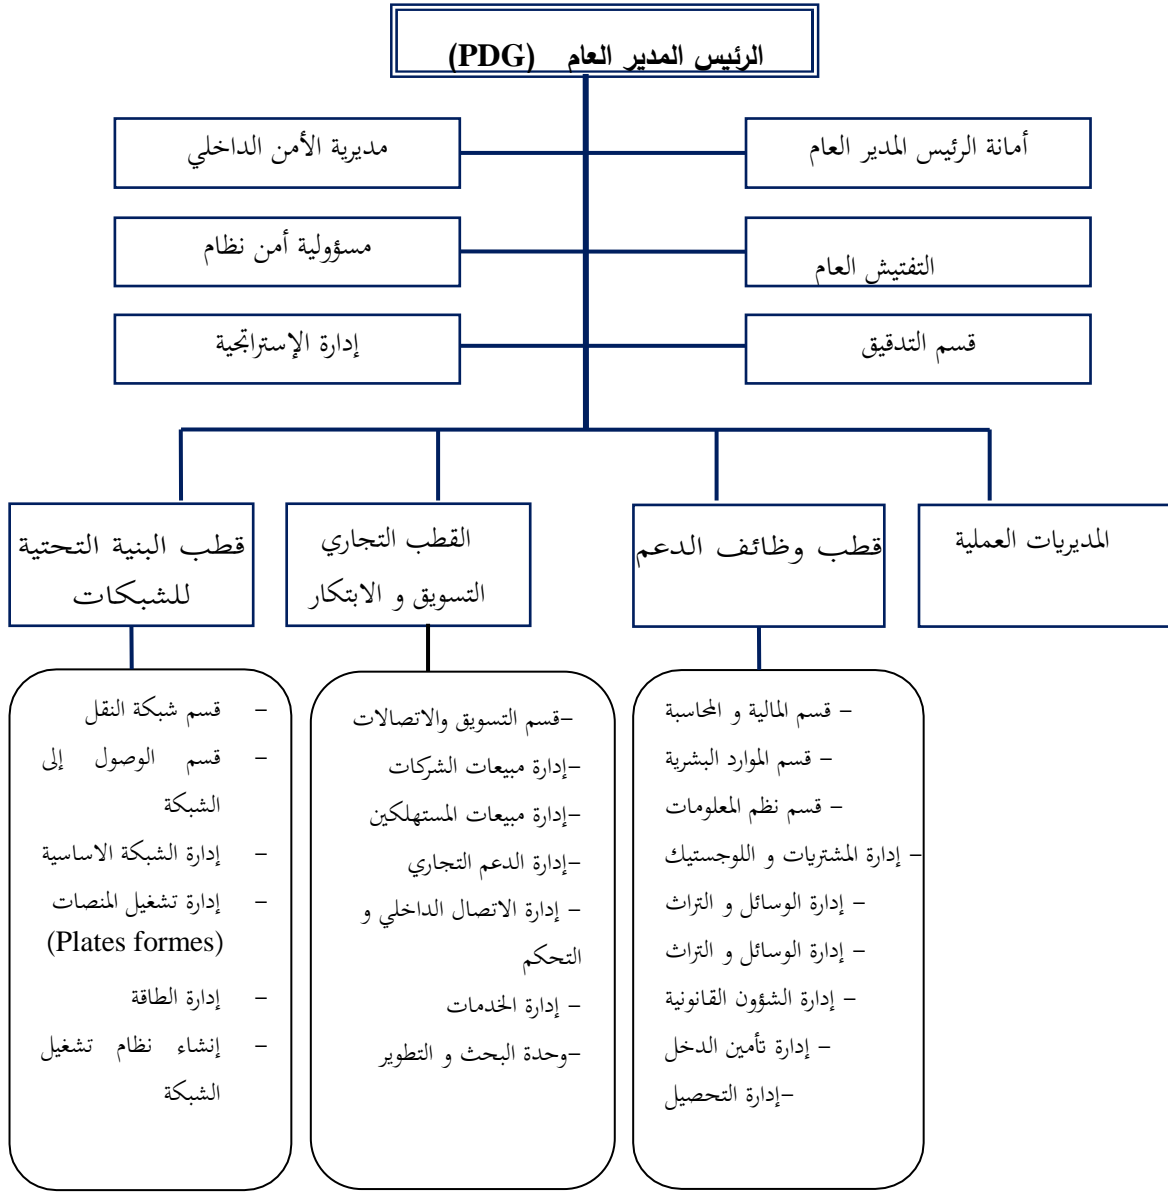 الرئيس المدير العام (PDG)
أمانة الرئيس المدير العام
مديرية الأمن الداخلي
التفتيش العام
مسؤولية أمن نظام
قسم التدقيق
إدارة الإستراتجية
المديريات العملية
قطب وظائف الدعم
القطب التجاري
التسويق و الابتكار
قطب البنية التحتية
للشبكات
– قسم المالية و المحاسبة
– قسم الموارد البشرية
– قسم نظم المعلومات
– إدارة المشتريات و اللوجستيك
– إدارة الوسائل و التراث
– إدارة الوسائل و التراث
– إدارة الشؤون القانونية
– إدارة تأمين الدخل
–إدارة التحصيل
–قسم التسويق والاتصالات
–إدارة مبيعات الشركات
–إدارة مبيعات المستهلكين
–إدارة الدعم التجاري
– إدارة الاتصال الداخلي و
التحكم
– إدارة الخدمات
–وحدة البحث و التطوير
– قسم شبكة النقل
– قسم الوصول إلى
الشبكة
– إدارة الشبكة الاساسية
– إدارة تشغيل المنصات
(Plates formes)
– إدارة الطاقة
– إنشاء نظام تشغيل
الشبكة